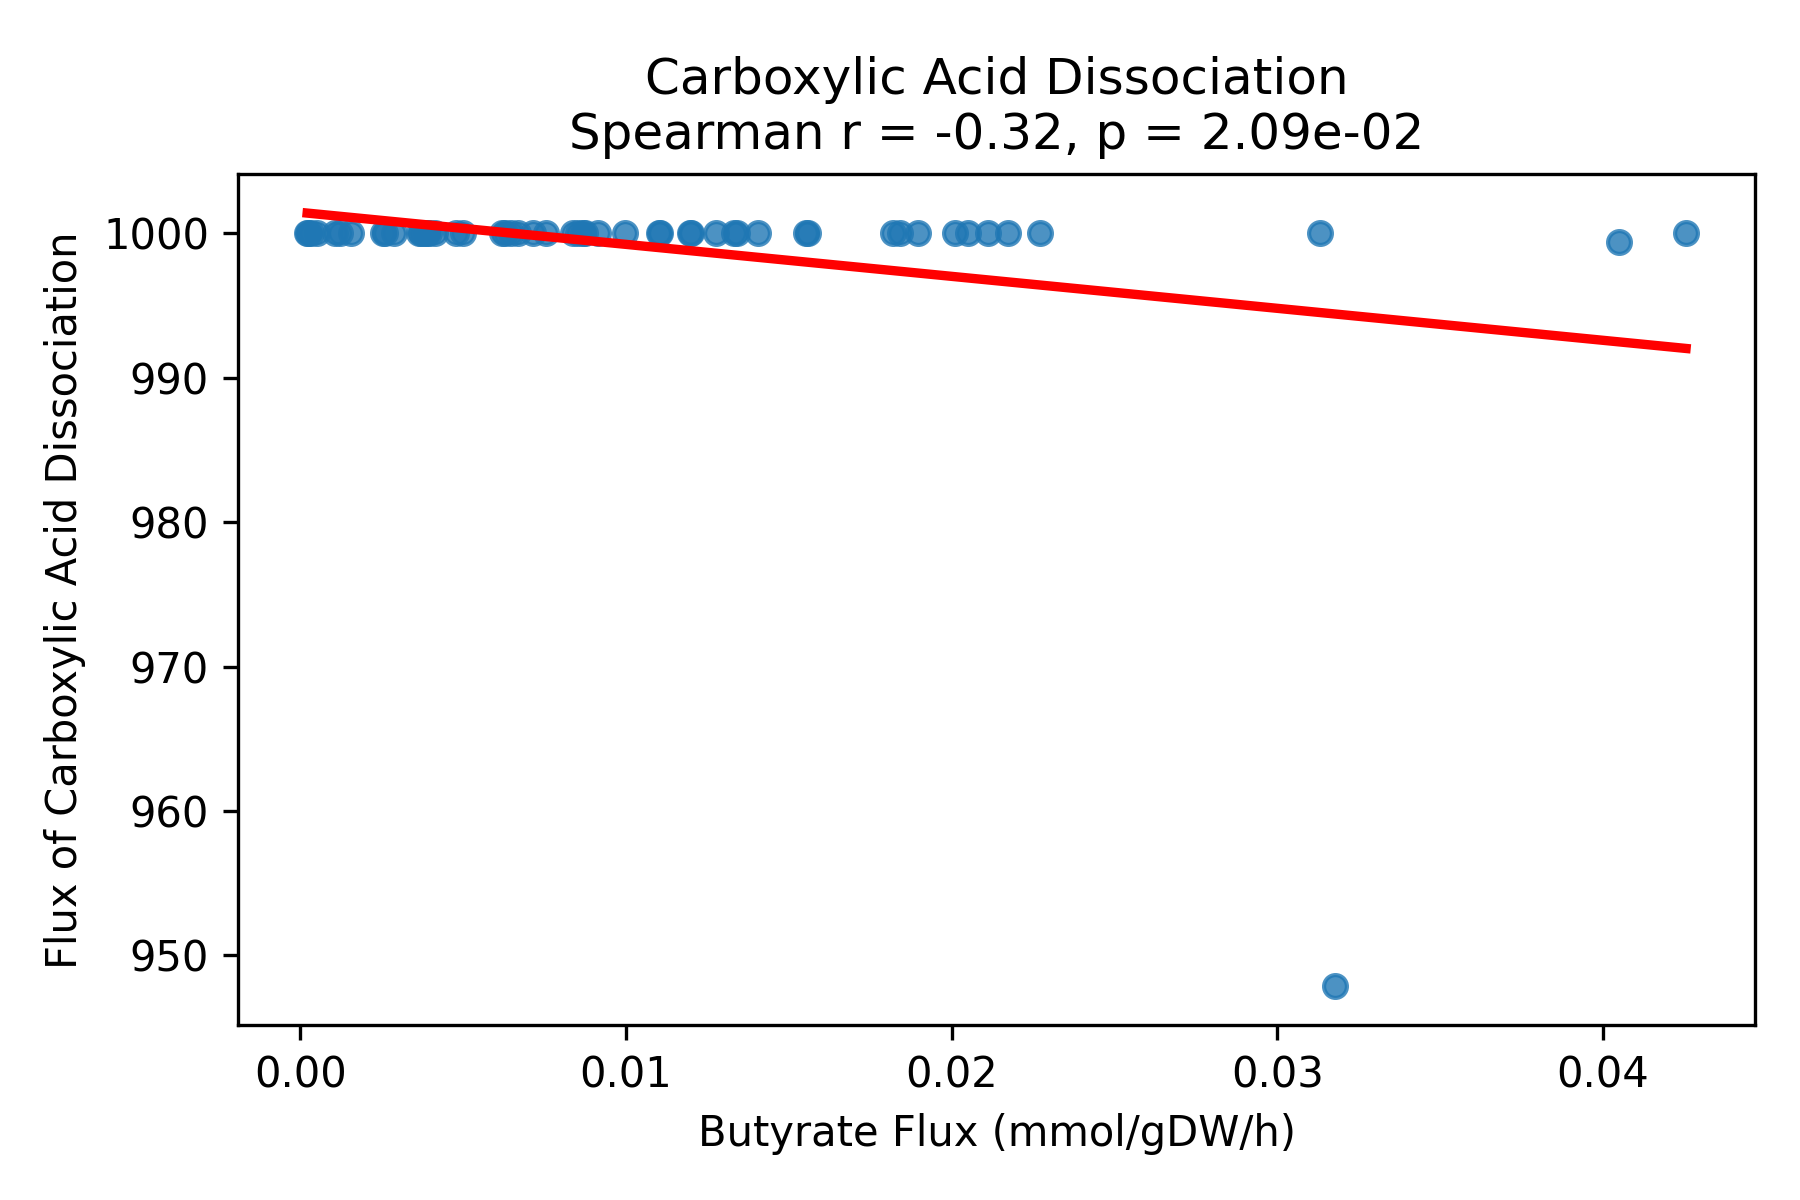 Carboxylic Acid Dissociation
Spearman r = -0.32, p = 2.09e-02
Flux of Carboxylic Acid Dissociation
1000
990
980
970
960
950
0.00
0.01
0.02
0.03
0.04
Butyrate Flux (mmol/gDW/h)